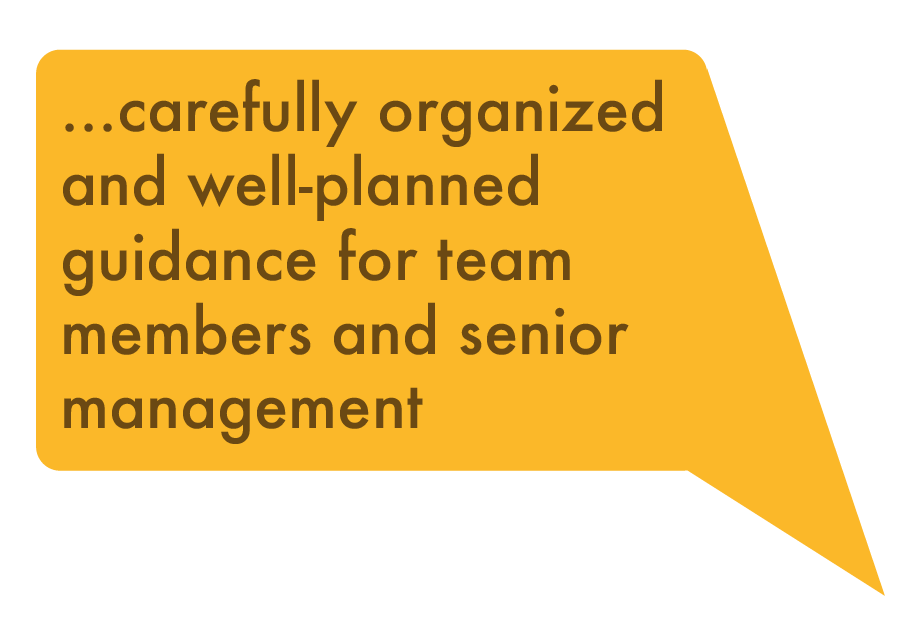 ...carefully organized
and well-planned
guidance for team
members and senior
management